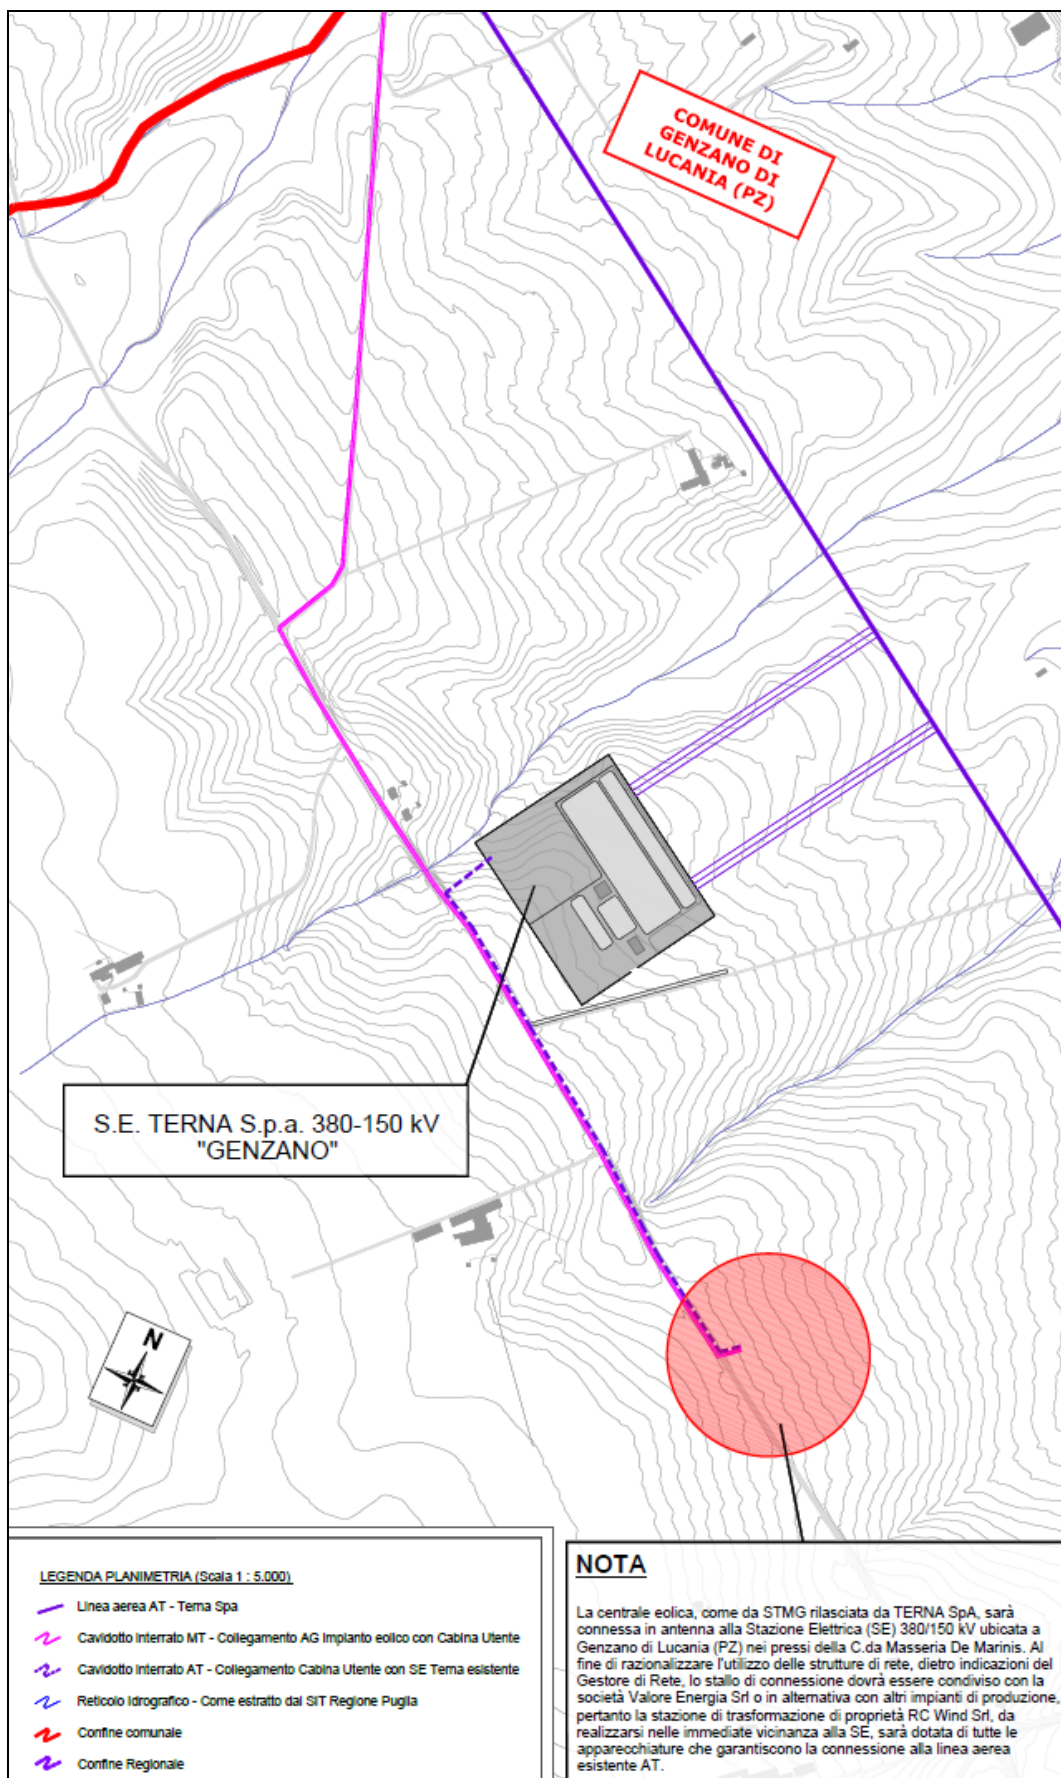 COMUNE DI
GENZANO DI
LUCANIA (PZ)
S.E. TERNA S.p.a. 380-150 kV
"GENZANO"
N
LEGENDA PLANIMETRIA (Scala 1 : 5.000)
Linea aerea AT - Terna Spa
Cavidotto interrato MT - Collegamento AG Impianto eolico con Cabina Utente
Cavidotto interrato AT - Collegamento Cabina Utente con SE Terna esistente
Reticolo Idrografico - Come estratto dal SIT Regione Puglia
Confine comunale
Confine Regionale
NOTA
La centrale eolica, come da STMG rilasciata da TERNA SpA, sarà
connessa in antenna alla Stazione Elettrica (SE) 380/150 kV ubicata a
Genzano di Lucania (PZ) nei pressi della C.da Masseria De Marinis. Al
fine di razionalizzare l'utilizzo delle strutture di rete, dietro indicazioni del
Gestore di Rete, lo stallo di connessione dovrà essere condiviso con la
società Valore Energia Srl o in alternativa con altri impianti di produzione,
pertanto la stazione di trasformazione di proprietà RC Wind Srl, da
realizzarsi nelle immediate vicinanza alla SE, sarà dotata di tutte le
apparecchiature che garantiscono la connessione alla linea aerea
esistente AT.